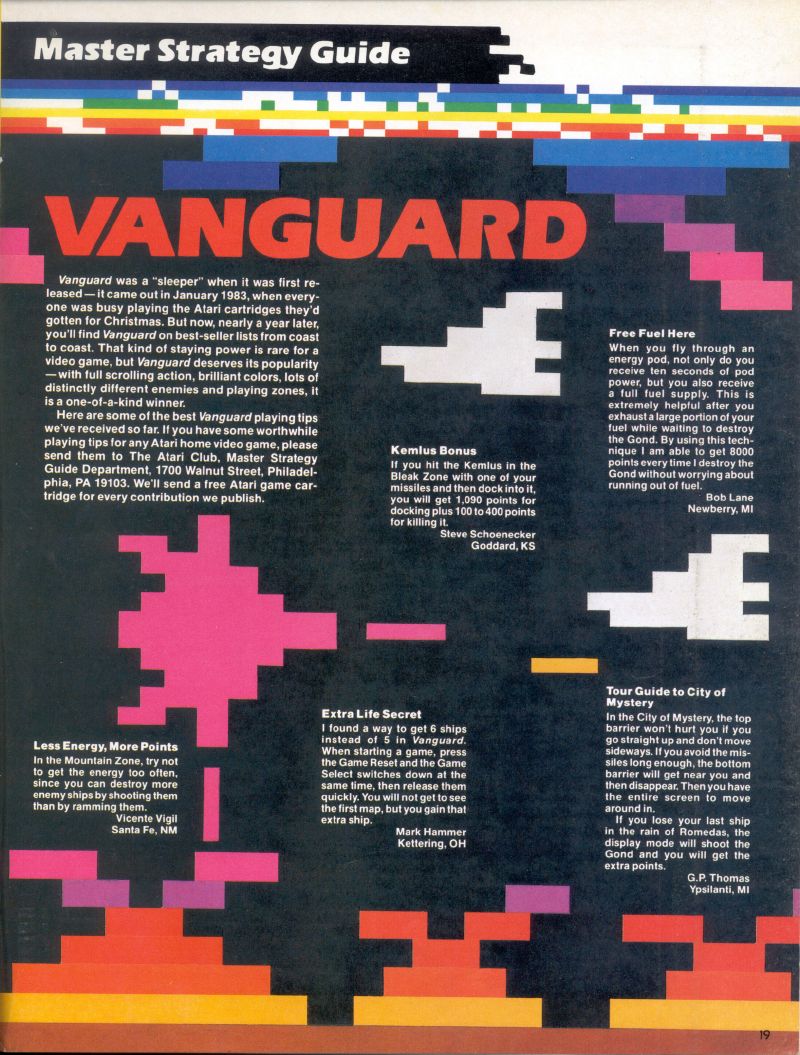 Master Strategy Guide
VANGUARD
Vanguard was a "sleeper" when it was first re-
leased — it came out in January 1983, when every-
one was busy playing the Atari cartridges they'd
gotten for Christmas. But now, nearly a year later,
you'll find Vanguard on best-seller lists from coast
to coast. That kind of staying power is rare for a
video game, but Vanguard deserves its popularity
— with full scrolling action, brilliant colors, lots of
distinctly different enemies and playing zones, it
is a one-of-a-kind winner.
Here are some of the best Vanguard playing tips
we've received so far. If you have some worthwhile
playing tips for any Atari home video game, please
send them to The Atari Club, Master Strategy
Guide Department, 1700 Walnut Street, Philadel-
phia, PA 19103. We'll send a free Atari game car-
tridge for every contribution we publish.
Less Energy, More Points
In the Mountain Zone, try not
to get the energy too often,
since you can destroy more
enemy ships by shooting them
than by ramming them.
Vicente Vigil
Santa Fe, NM
Kemlus Bonus
If you hit the Kemlus in the
Bleak Zone with one of your
missiles and then dock into it,
you will get 1,090 points for
docking plus 100 to 400 points
for killing it.
Steve Schoenecker
Goddard, KS
Extra Life Secret
I found a way to get 6 ships
instead of 5 in Vanguard.
When starting a game, press
the Game Reset and the Game
Select switches down at the
same time, then release them
quickly. You will not get to see
the first map, but you gain that
extra ship.
Mark Hammer
Kettering, OH
Free Fuel Here
When you fly through an
energy pod, not only do you
receive ten seconds of pod
power, but you also receive
a full fuel supply. This is
extremely helpful after you
exhaust a large portion of your
fuel while waiting to destroy
the Gond. By using this tech-
nique I am able to get 8000
points every time I destroy the
Gond without worrying about
running out of fuel.
Bob Lane
Newberry, MI
Tour Guide to City of
Mystery
In the City of Mystery, the top
barrier won't hurt you if you
go straight up and don't move
sideways. If you avoid the mis-
siles long enough, the bottom
barrier will get near you and
then disappear. Then you have
the entire screen to move
around in.
If you lose your last ship
in the rain of Romedas, the
display mode will shoot the
Gond and you will get the
extra points.
G.P. Thomas
Ypsilanti, MI
19